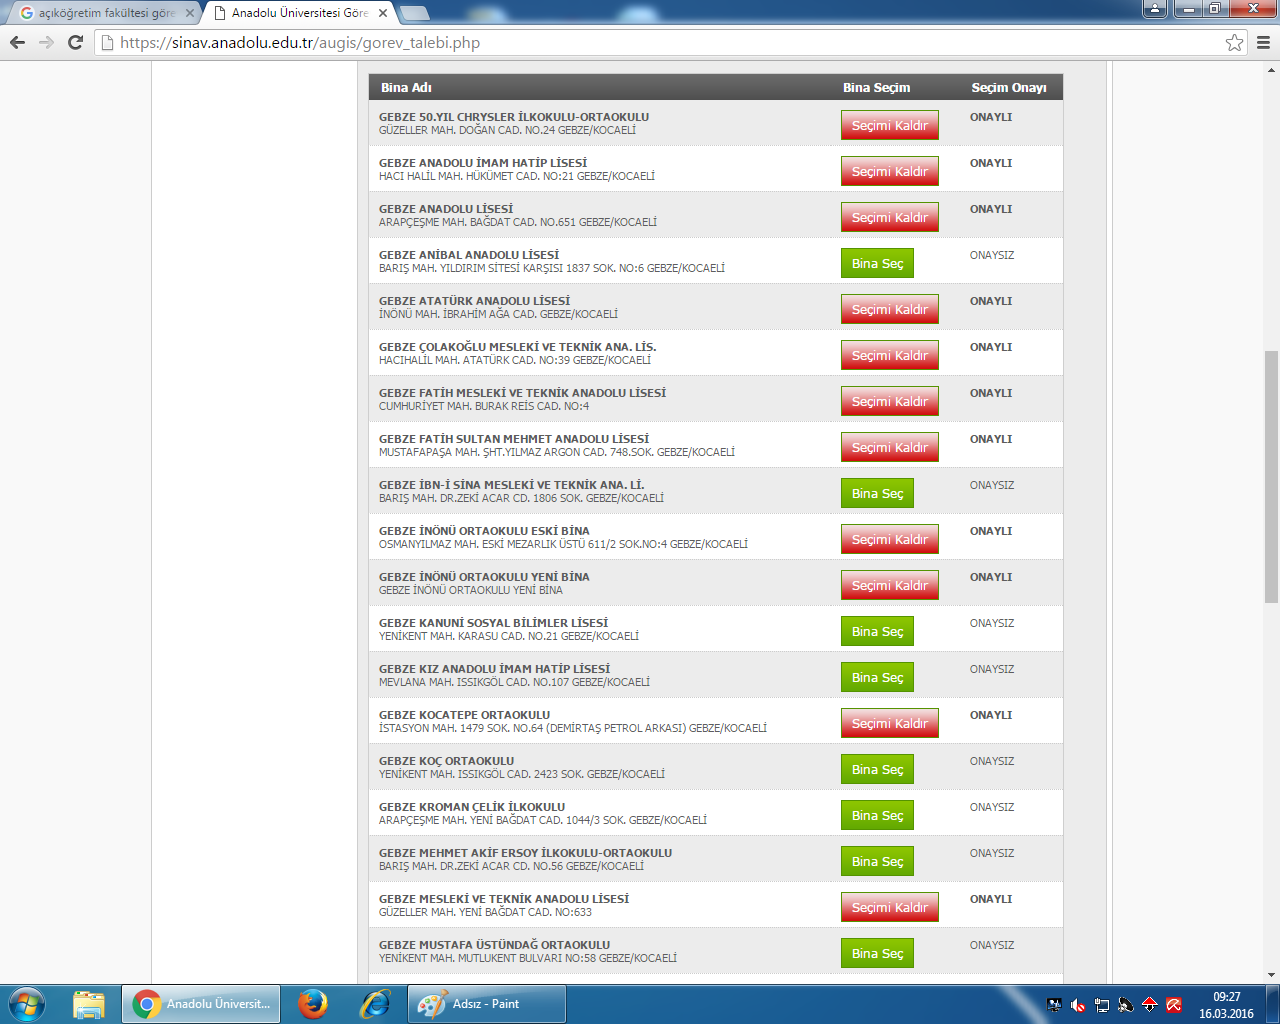 açıköğretim fakültesi göre
Anadolu Üniversitesi Göre
https://sinav.anadolu.edu.tr/augis/gorev_talebi.php
Bina Adı Bina Seçim Seçim Onayı
GEBZE 50.YIL CHRYSLER İLKOKULU-ORTAOKULU
GÜZELLER MAH. DOĞAN CAD. NO.24 GEBZE/KOCAELİ
Seçimi Kaldır ONAYLI
GEBZE ANADOLU İMAM HATİP LİSESİ
HACI HALİL MAH. HÜKÜMET CAD. NO:21 GEBZE/KOCAELİ
Seçimi Kaldır ONAYLI
GEBZE ANADOLU LİSESİ
ARAPÇEŞME MAH. BAĞDAT CAD. NO.651 GEBZE/KOCAELİ
Seçimi Kaldır ONAYLI
GEBZE ANİBAL ANADOLU LİSESİ
BARIŞ MAH. YILDIRIM SİTESİ KARŞISI 1837 SOK. NO:6 GEBZE/KOCAELİ
Bina Seç ONAYSIZ
GEBZE ATATÜRK ANADOLU LİSESİ
İNÖNÜ MAH. İBRAHİM AĞA CAD. GEBZE/KOCAELİ
Seçimi Kaldır ONAYLI
GEBZE ÇOLAKOĞLU MESLEKİ VE TEKNİK ANA. LİS.
HACIHALİL MAH. ATATÜRK CAD. NO:39 GEBZE/KOCAELİ
Seçimi Kaldır ONAYLI
GEBZE FATİH MESLEKİ VE TEKNİK ANADOLU LİSESİ
CUMHURİYET MAH. BURAK REİS CAD. NO:4
Seçimi Kaldır ONAYLI
GEBZE FATİH SULTAN MEHMET ANADOLU LİSESİ
MUSTAFAPAŞA MAH. ŞHT.YILMAZ ARGON CAD. 748.SOK. GEBZE/KOCAELİ
Seçimi Kaldır ONAYLI
GEBZE İBN-İ SİNA MESLEKİ VE TEKNİK ANA. Lİ.
BARIŞ MAH. DR.ZEKİ ACAR CD. 1806 SOK. GEBZE/KOCAELİ
Bina Seç ONAYSIZ
GEBZE İNÖNÜ ORTAOKULU ESKİ BİNA
OSMANYILMAZ MAH. ESKİ MEZARLIK ÜSTÜ 611/2 SOK.NO:4 GEBZE/KOCAELİ
Seçimi Kaldır ONAYLI
GEBZE İNÖNÜ ORTAOKULU YENİ BİNA
GEBZE İNÖNÜ ORTAOKULU YENİ BİNA
Seçimi Kaldır ONAYLI
GEBZE KANUNİ SOSYAL BİLİMLER LİSESİ
YENİKENT MAH. KARASU CAD. NO.21 GEBZE/KOCAELİ
Bina Seç ONAYSIZ
GEBZE KIZ ANADOLU İMAM HATİP LİSESİ
MEVLANA MAH. ISSIKGÖL CAD. NO.107 GEBZE/KOCAELİ
Bina Seç ONAYSIZ
GEBZE KOCATEPE ORTAOKULU
İSTASYON MAH. 1479 SOK. NO.64 (DEMİRTAŞ PETROL ARKASI) GEBZE/KOCAELİ
Seçimi Kaldır ONAYLI
GEBZE KOÇ ORTAOKULU
YENİKENT MAH. ISSIKGÖL CAD. 2423 SOK. GEBZE/KOCAELİ
Bina Seç ONAYSIZ
GEBZE KROMAN ÇELİK İLKOKULU
ARAPÇEŞME MAH. YENİ BAĞDAT CAD. 1044/3 SOK. GEBZE/KOCAELİ
Bina Seç ONAYSIZ
GEBZE MEHMET AKİF ERSOY İLKOKULU-ORTAOKULU
BARIŞ MAH. DR.ZEKİ ACAR CD. NO.56 GEBZE/KOCAELİ
Bina Seç ONAYSIZ
GEBZE MESLEKİ VE TEKNİK ANADOLU LİSESİ
GÜZELLER MAH. YENİ BAĞDAT CAD. NO:633
Seçimi Kaldır ONAYLI
GEBZE MUSTAFA ÜSTÜNDAĞ ORTAOKULU
YENİKENT MAH. MUTLUKENT BULVARI NO:58 GEBZE/KOCAELİ
Bina Seç ONAYSIZ
Anadolu Üniversit...
Adsız - Paint
09:27
16.03.2016